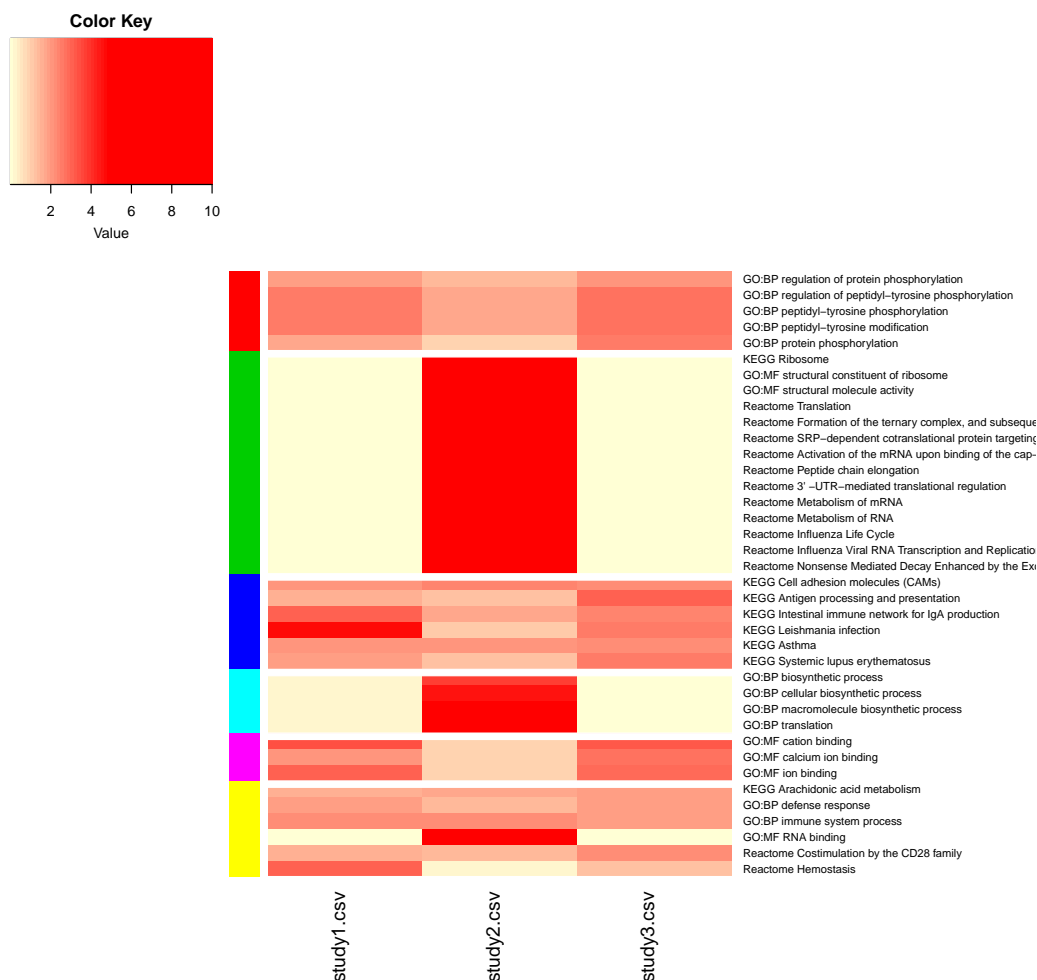 Color Key
2 4 6 8 10
Value
GO:BP regulation of protein phosphorylation
GO:BP regulation of peptidyl−tyrosine phosphorylation
GO:BP peptidyl−tyrosine phosphorylation
GO:BP peptidyl−tyrosine modification
GO:BP protein phosphorylation
KEGG Ribosome
GO:MF structural constituent of ribosome
GO:MF structural molecule activity
Reactome Translation
Reactome Formation of the ternary complex, and subseque
Reactome SRP−dependent cotranslational protein targeting
Reactome Activation of the mRNA upon binding of the cap−
Reactome Peptide chain elongation
Reactome 3' −UTR−mediated translational regulation
Reactome Metabolism of mRNA
Reactome Metabolism of RNA
Reactome Influenza Life Cycle
Reactome Influenza Viral RNA Transcription and Replicatio
Reactome Nonsense Mediated Decay Enhanced by the Ex
KEGG Cell adhesion molecules (CAMs)
KEGG Antigen processing and presentation
KEGG Intestinal immune network for IgA production
KEGG Leishmania infection
KEGG Asthma
KEGG Systemic lupus erythematosus
GO:BP biosynthetic process
GO:BP cellular biosynthetic process
GO:BP macromolecule biosynthetic process
GO:BP translation
GO:MF cation binding
GO:MF calcium ion binding
GO:MF ion binding
KEGG Arachidonic acid metabolism
GO:BP defense response
GO:BP immune system process
GO:MF RNA binding
Reactome Costimulation by the CD28 family
Reactome Hemostasis
study1.csv
study2.csv
study3.csv